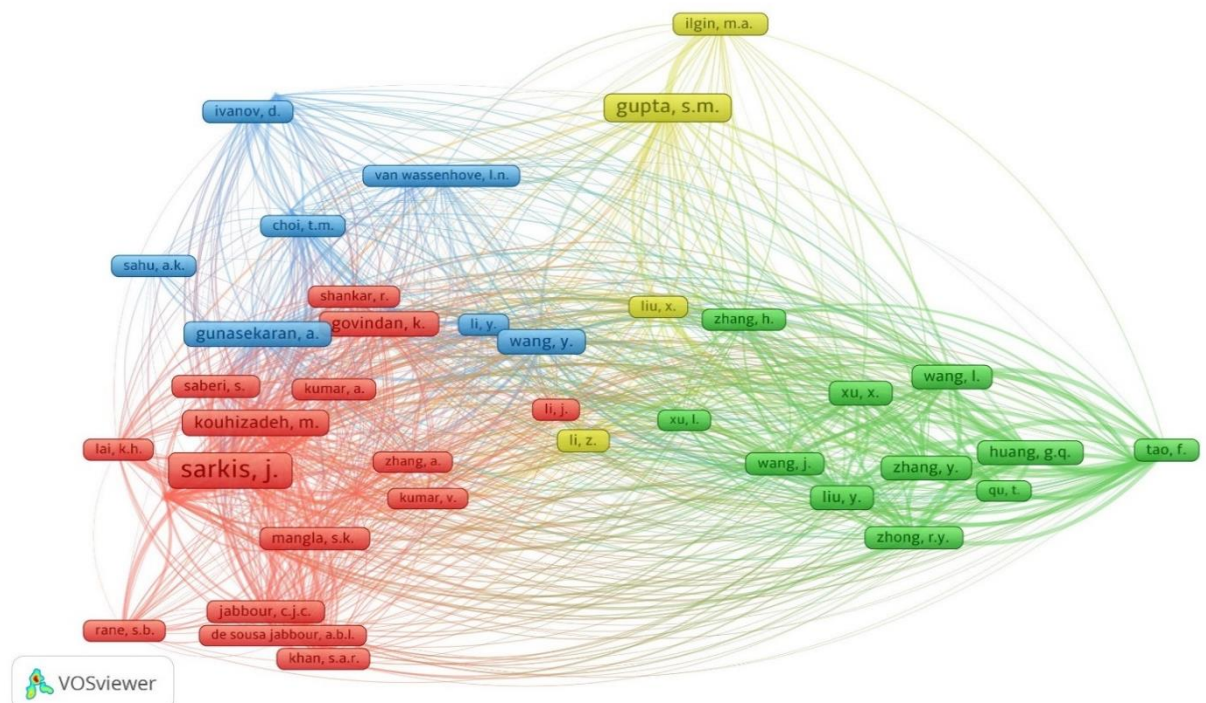 ilgin, m.a.
gupta, s.m.
ivanov, d.
van wassenhove, l.n.
choi, t.m.
sahu, a.k.
shankar, r.
govindan, k.
gunasekaran, a.
li, y.
wang, y.
liu, x.
zhang, h.
saberi, s.
kumar, a.
wang, l.
xu, x.
li, j.
kouhizadeh, m.
xu, l.
li, z.
lai, k.h.
sarkis, j.
zhang, a.
wang, j.
zhang, y.
huang, g.q.
tao, f.
kumar, v.
liu, y.
qu, t.
mangla, s.k.
zhong, r.y.
jabbour, c.j.c.
rane, s.b.
de sousa jabbour, a.b.l.
khan, s.a.r.
VOSviewer